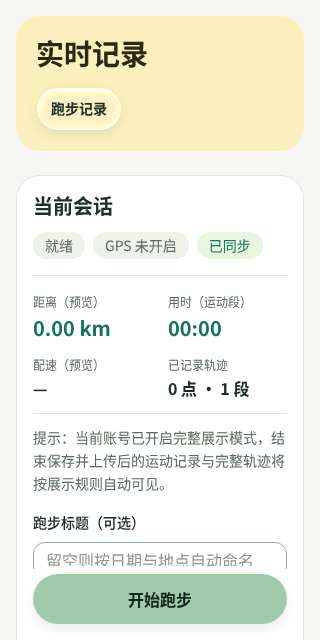 实时记录
跑步记录
当前会话
就绪
GPS 未开启
已同步
距离（预览）
用时（运动段）
0.00 km
00:00
配速（预览）
已记录轨迹
—
0 点 · 1 段
提示：当前账号已开启完整展示模式，结
束保存并上传后的运动记录与完整轨迹将
按展示规则自动可见。
跑步标题（可选）
留空则按日期与地点自动命名
开始跑步